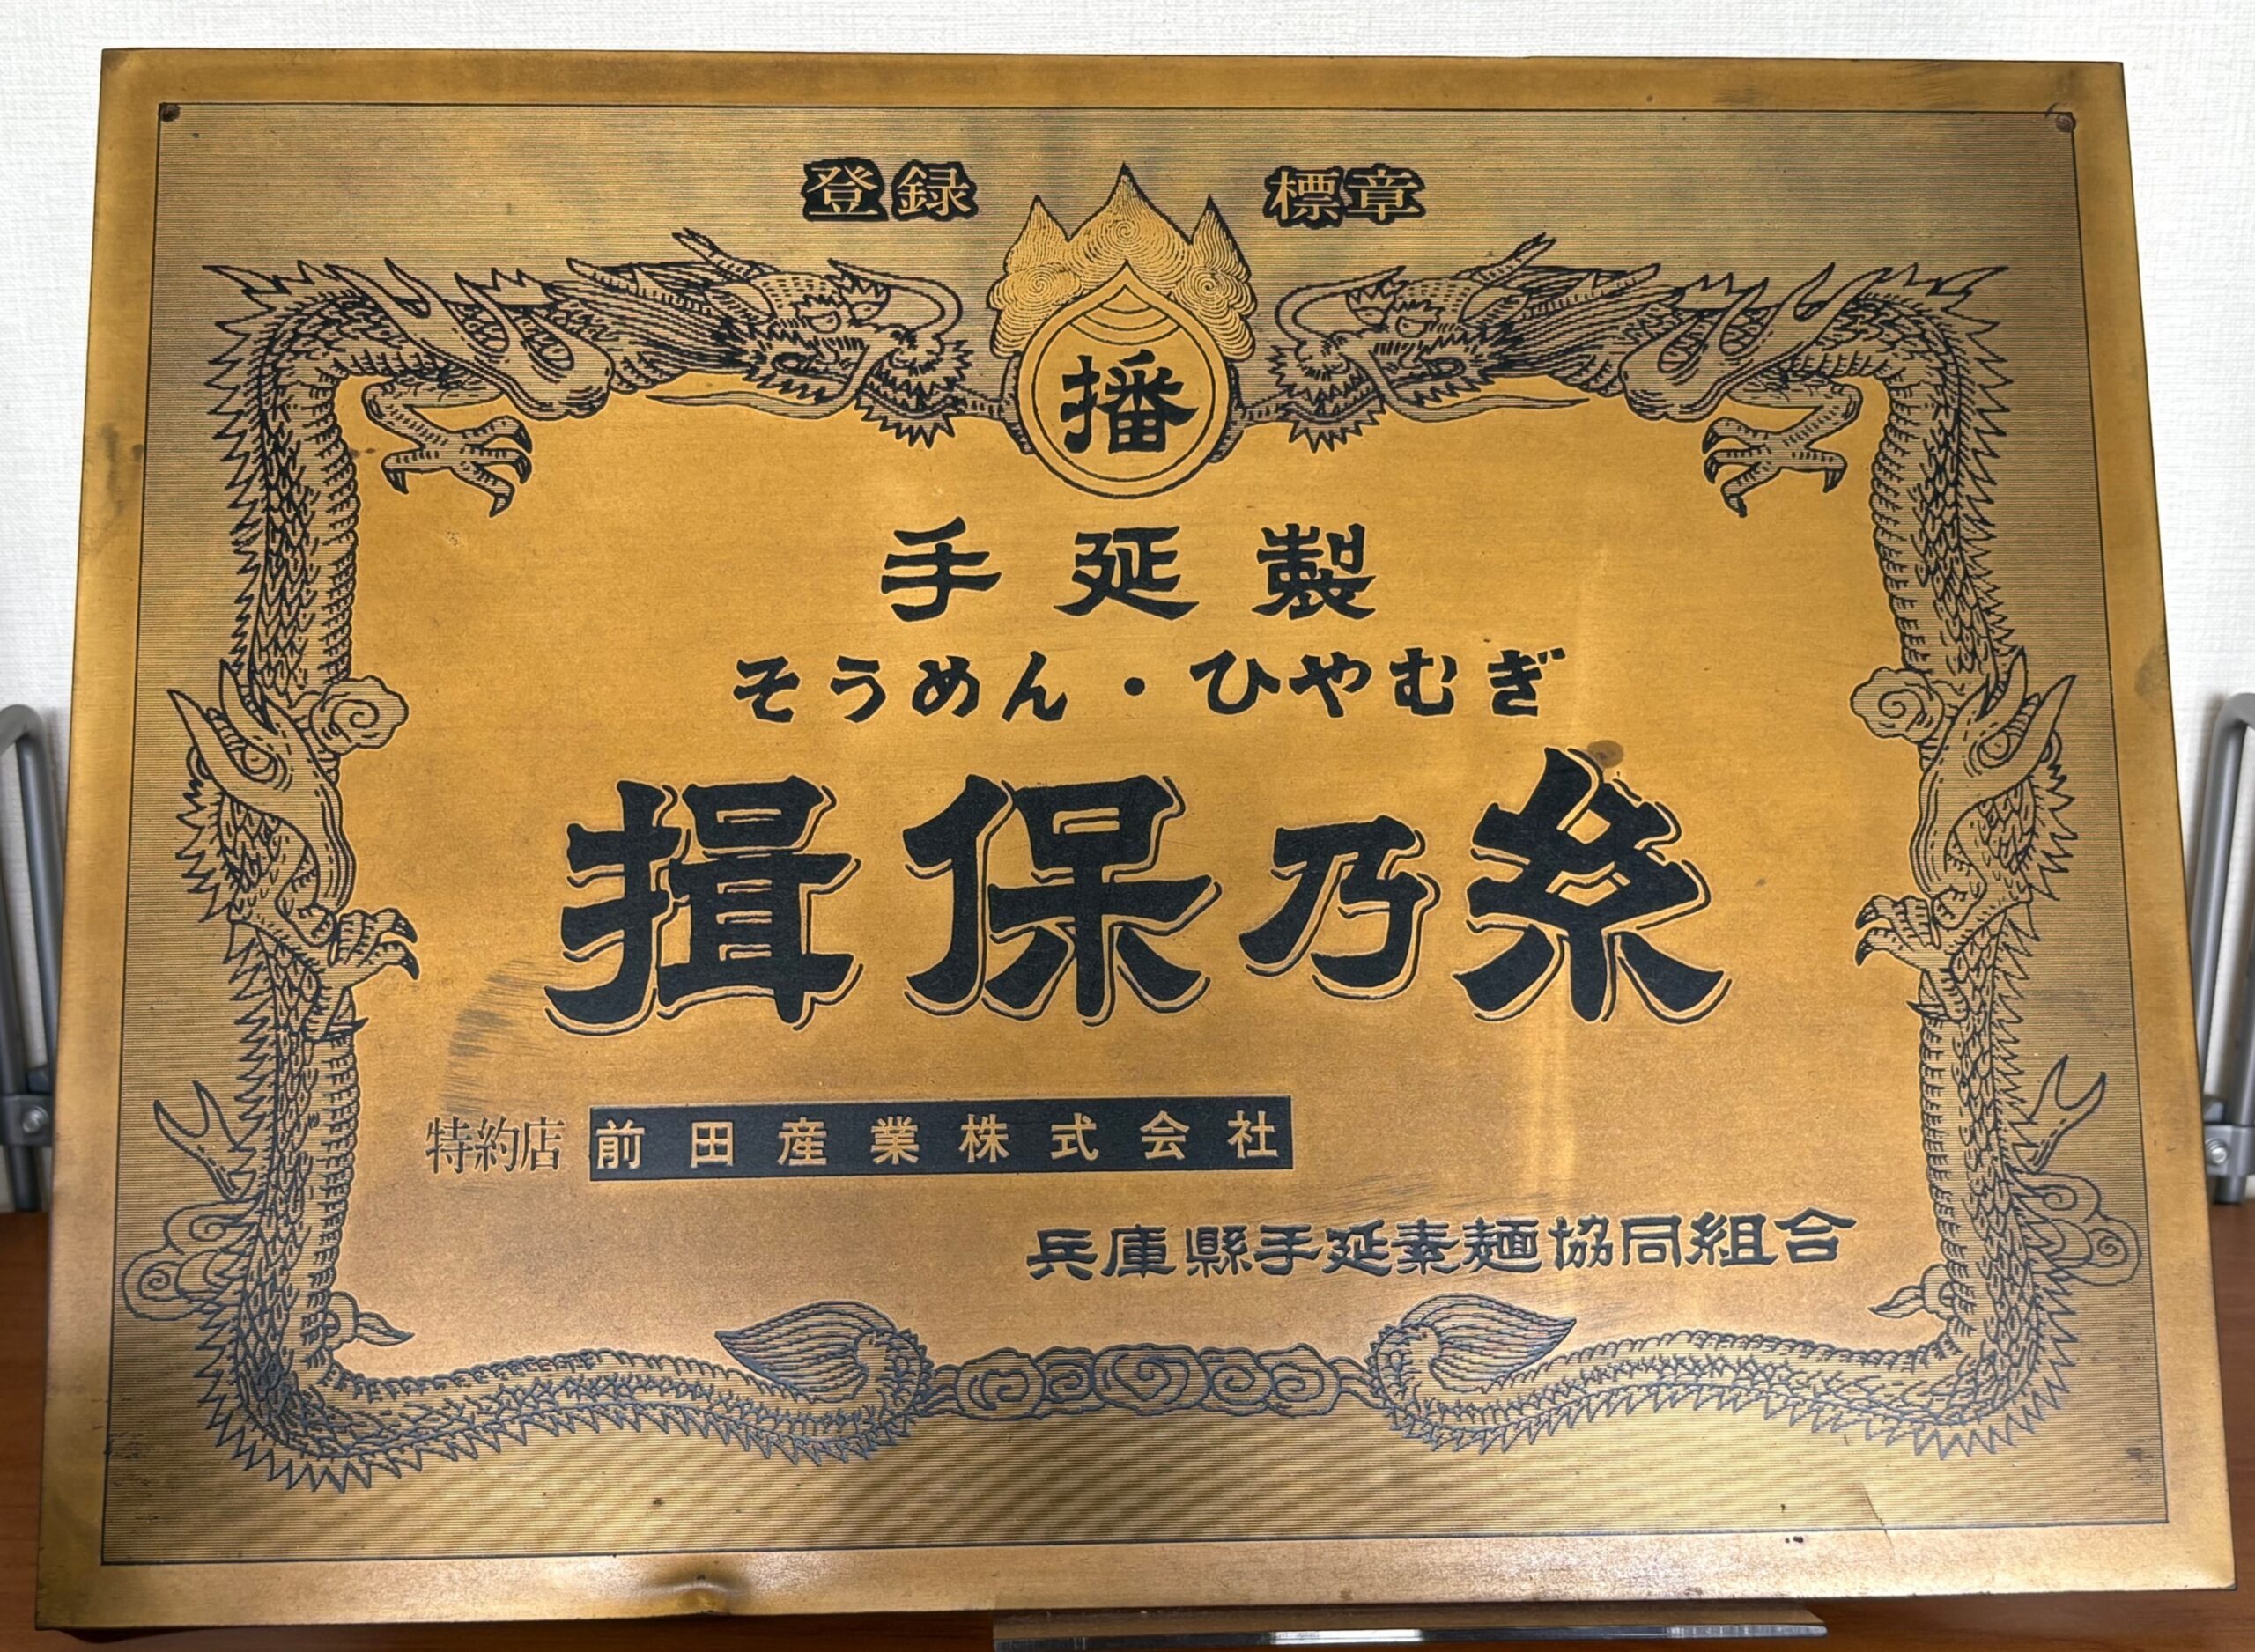 登録 標章
播
手延製
そうめん・ひやむぎ
揖保乃糸
特約店 前田産業株式会社
兵庫縣手延素麺協同組合